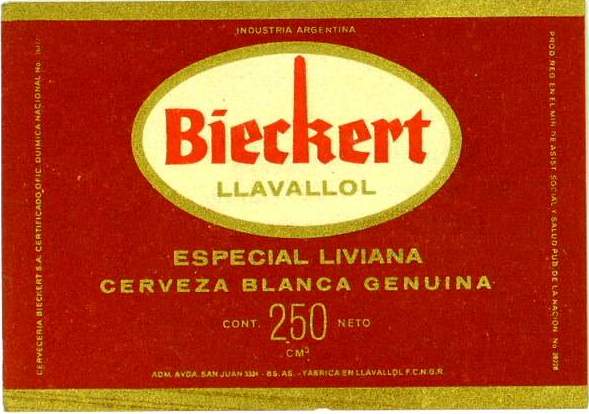 INDUSTRIA ARGENTINA
Bieckert
LLAVALLOL
ESPECIAL LIVIANA
CERVEZA BLANCA GENUINA
CONT. 250 NETO
CM³
ADM. AVDA. SAN JUAN 3334 - BS. AS. - FABRICA EN LLAVALLOL F.C.N.G.R.
CERVECERIA BIECKERT S.A. CERTIFICADO OFIC. QUIMICA NACIONAL No.
PROD. REG. EN EL MIN. DE ASIST. SOCIAL Y SALUD PUB. DE LA NACION. No